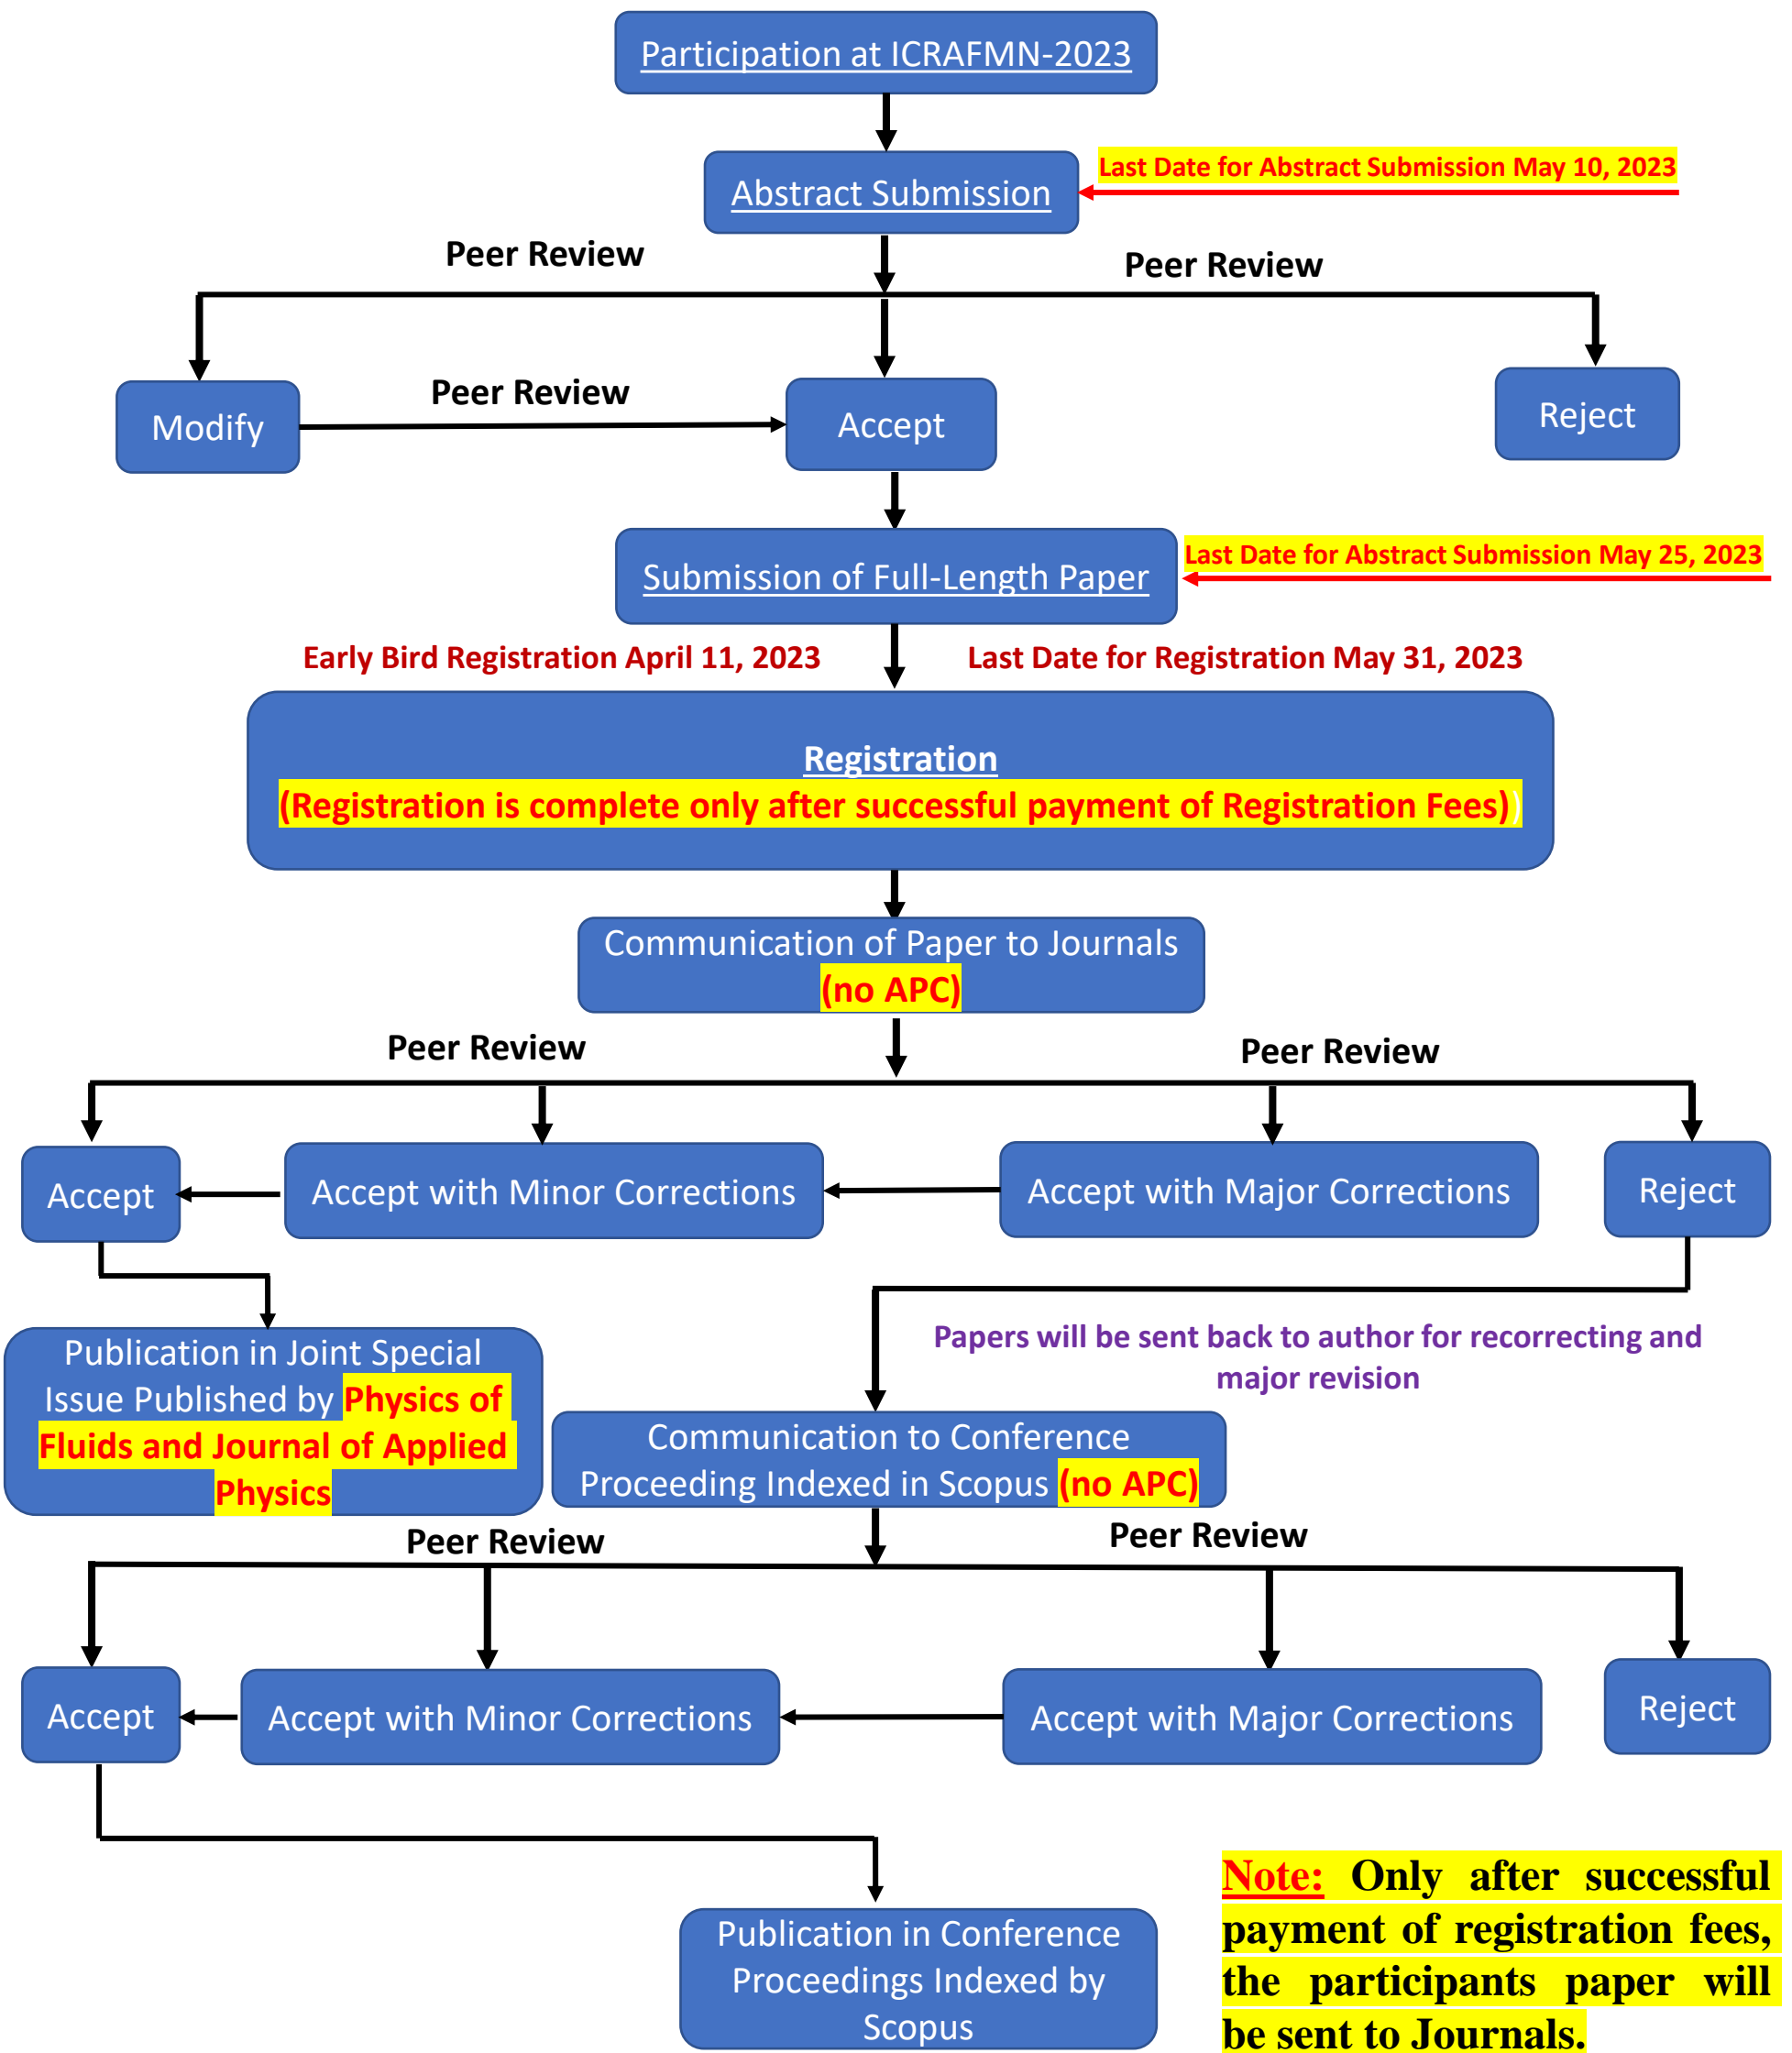 Participation at ICRAFMN-2023
Last Date for Abstract Submission May 10, 2023
Abstract Submission
Peer Review
Peer Review
Peer Review
Modify
Accept
Reject
Last Date for Abstract Submission May 25, 2023
Submission of Full-Length Paper
Early Bird Registration April 11, 2023
Last Date for Registration May 31, 2023
Registration
(Registration is complete only after successful payment of Registration Fees))
Communication of Paper to Journals
(no APC)
Peer Review
Peer Review
Accept
Accept with Minor Corrections
Accept with Major Corrections
Reject
Publication in Joint Special
Issue Published by Physics of
Fluids and Journal of Applied
Physics
Papers will be sent back to author for recorrecting and
major revision
Communication to Conference
Proceeding Indexed in Scopus (no APC)
Peer Review
Peer Review
Accept
Accept with Minor Corrections
Accept with Major Corrections
Reject
Publication in Conference
Proceedings Indexed by
Scopus
Note: Only after successful
payment of registration fees,
the participants paper will
be sent to Journals.